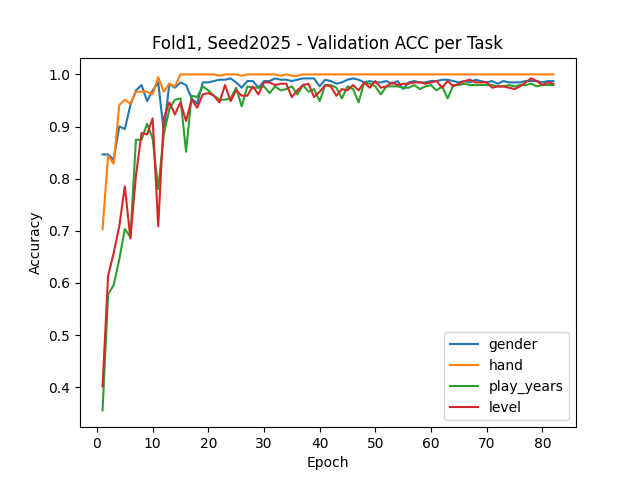 Fold1, Seed2025 - Validation ACC per Task
Accuracy
1.0
0.9
0.8
0.7
0.6
0.5
0.4
0 10 20 30 40 50 60 70 80
Epoch
gender
hand
play_years
level